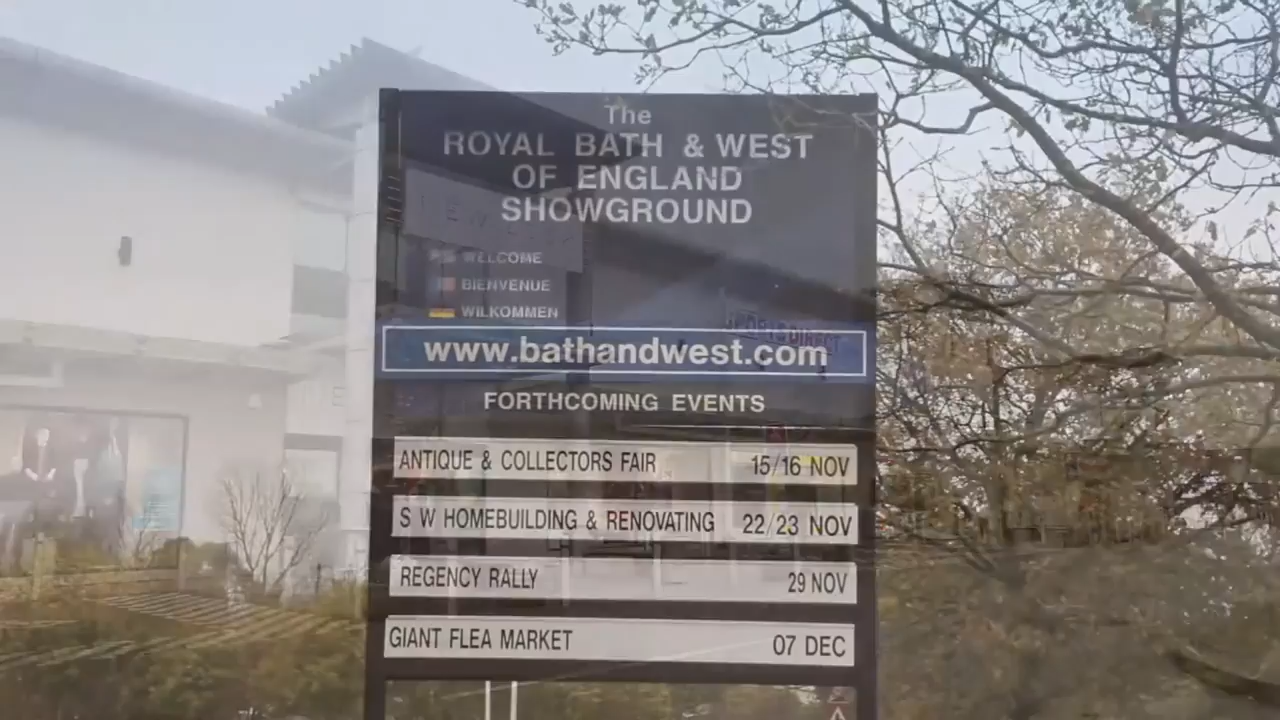 The
ROYAL BATH & WEST
OF ENGLAND
SHOWGROUND
WELCOME
BIENVENUE
WILKOMMEN
SPORTSDIRECT
www.bathandwest.com
FORTHCOMING EVENTS
ANTIQUE & COLLECTORS FAIR 15/16 NOV
S W HOMEBUILDING & RENOVATING 22/23 NOV
REGENCY RALLY 29 NOV
GIANT FLEA MARKET 07 DEC